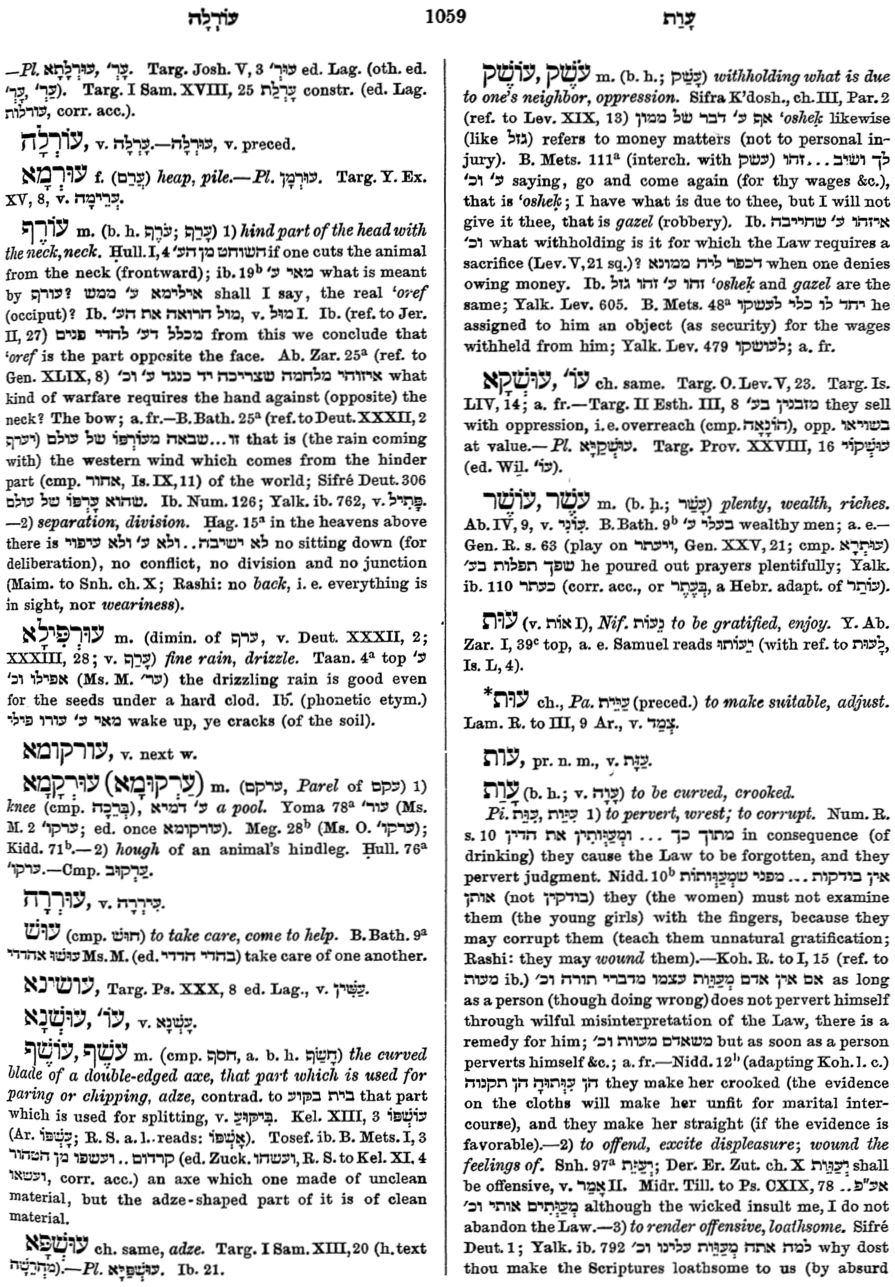 עוֹרְלָה 1059 עָוַת
—Pl. עוּרְלָתָא, עָר׳. Targ. Josh. V, 3 עוּר׳ ed. Lag. (oth. ed.
עַר׳, עָר׳). Targ. I Sam. XVIII, 25 עָרְלַת constr. (ed. Lag.
עורלות, corr. acc.).
עוֹרְלָה, v. עָרְלָה.—עוּרְלָה, v. preced.
עוּרְמָא f. (עֲרַם) heap, pile.—Pl. עוּרְמָן. Targ. Y. Ex.
XV, 8, v. עֲרֵימָה.
עוֹרֶף m. (b. h. עֹרֶף; עָרַף) 1) hind part of the head with
the neck, neck. Ḥull. I, 4 השוחט מן הע׳ if one cuts the animal
from the neck (frontward); ib. 19ᵇ מאי ע׳ what is meant
by עורף? אילימא ע׳ ממש shall I say, the real ‘oref
(occiput)? Ib. מול הרואה את הע׳, v. מוּל I. Ib. (ref. to Jer.
II, 27) מכלל דע׳ להדי פנים from this we conclude that
‘oref is the part opposite the face. Ab. Zar. 25ᵃ (ref. to
Gen. XLIX, 8) איזוהי מלחמה שצריכה יד כנגד ע׳ וכ׳ what
kind of warfare requires the hand against (opposite) the
neck? The bow; a. fr.—B. Bath. 25ᵃ (ref. to Deut. XXXII, 2
יערף) זו ... שבאה מעורפו של עולם that is (the rain coming
with) the western wind which comes from the hinder
part (cmp. אחור, Is. IX, 11) of the world; Sifré Deut. 306
שהוא עָרְפּוֹ של עולם. Ib. Num. 126; Yalk. ib. 762, v. פָּתִיל.
—2) separation, division. Ḥag. 15ᵃ in the heavens above
there is לא ישיבה .. ולא ע׳ ולא עיפוי no sitting down (for
deliberation), no conflict, no division and no junction
(Maim. to Snh. ch. X; Rashi: no back, i. e. everything is
in sight, nor weariness).
עוּרְפִּילָא m. (dimin. of ערף, v. Deut. XXXII, 2;
XXXIII, 28; v. עָרַף) fine rain, drizzle. Taan. 4ᵃ top ע׳
אפילו וכ׳ (Ms. M. ער׳) the drizzling rain is good even
for the seeds under a hard clod. Ib. (phonetic etym.)
מאי ע׳ עורו פילי wake up, ye cracks (of the soil).
עורקומא, v. next w.
עוּרְקְמָא (עַרְקוּמָא) m. (ערקם, Parel of עקם) 1)
knee (cmp. בְּרֵכָה), ע׳ דמיא a pool. Yoma 78ᵃ עור׳ (Ms.
M. 2 ערקו׳; ed. once עורקומא). Meg. 28ᵇ (Ms. O. ערקו׳);
Kidd. 71ᵇ.—2) hough of an animal’s hindleg. Ḥull. 76ᵃ
ערקו׳.—Cmp. עַרְקוּב.
עוּרְרָה, v. עֵירָרָה.
עוּשׁ (cmp. חוּשׁ) to take care, come to help. B. Bath. 9ᵃ
עושו אהדדי Ms. M. (ed. בהדי הדדי) take care of one another.
עושינא, Targ. Ps. XXX, 8 ed. Lag., v. עֲשִׁין.
עוּשְׁנָא, עו׳, v. עָשְׁנָא.
עוֹשֶׁף, עֹשֶׁף m. (cmp. חסף, a. b. h. חָשַׂף) the curved
blade of a double-edged axe, that part which is used for
paring or chipping, adze, contrad. to בית בקוע that part
which is used for splitting, v. בִּיקּוּעַ. Kel. XIII, 3 עוֹשְׁפּוֹ
(Ar. עֲשָׁפוֹ; R. S. a. l. reads: אֲשָׁפוֹ). Tosef. ib. B. Mets. I, 3
קרדום .. ועשפו מן הטהור (ed. Zuck. ועשהו, R. S. to Kel. XI, 4
ועשאו, corr. acc.) an axe which one made of unclean
material, but the adze-shaped part of it is of clean
material.
עוּשְׁפָּא ch. same, adze. Targ. I Sam. XIII, 20 (h. text
מַחֲרֵשָׁה).—Pl. עוּשְׁפַּיָּא. Ib. 21.
עוֹשֶׁק, עֹשֶׁק m. (b. h.; עָשַׁק) withholding what is due
to one’s neighbor, oppression. Sifra K’dosh., ch. III, Par. 2
(ref. to Lev. XIX, 13) אף ע׳ דבר של ממון ‘osheḳ likewise
(like גזל) refers to money matters (not to personal in-
jury). B. Mets. 111ᵃ (interch. with עשק) לך ושוב ... זהו
ע׳ וכ׳ saying, go and come again (for thy wages &c.),
that is ‘osheḳ; I have what is due to thee, but I will not
give it thee, that is gazel (robbery). Ib. איזהו ע׳ שחייבה
וכ׳ what withholding is it for which the Law requires a
sacrifice (Lev. V, 21 sq.)? דכפר ליה ממונא when one denies
owing money. Ib. זהו ע׳ זהו גזל ‘osheḳ and gazel are the
same; Yalk. Lev. 605. B. Mets. 48ᵃ יחד לו כלי לעשקו he
assigned to him an object (as security) for the wages
withheld from him; Yalk. Lev. 479 לעושקו; a. fr.
עוּשְׁקָא, עו׳ ch. same. Targ. O. Lev. V, 23. Targ. Is.
LIV, 14; a. fr.—Targ. II Esth. III, 8 מזבנין בע׳ they sell
with oppression, i. e. overreach (cmp. הוֹנָאָה), opp. בשויאו
at value.—Pl. עוּשְׁקַיָּא. Targ. Prov. XXVIII, 16 עוּשְׁקוֹי
(ed. Wil. עו׳).
עוֹשֶׁר, עֹשֶׁר m. (b. ḥ.; עָשַׁר) plenty, wealth, riches.
Ab. IV, 9, v. עוֹנִי. B. Bath. 9ᵇ בעלי ע׳ wealthy men; a. e.—
Gen. R. s. 63 (play on ויעתר, Gen. XXV, 21; cmp. עוּתְרָא)
שפך תפלות בע׳ he poured out prayers plentifully; Yalk.
ib. 110 כעתר (corr. acc., or בְּעָתֶר, a Hebr. adapt. of עוֹתַר).
עוּת (v. אוּת I), Nif. נֵעוֹת to be gratified, enjoy. Y. Ab.
Zar. I, 39ᶜ top, a. e. Samuel reads יֵעוֹתוּ (with ref. to לָעוּת,
Is. L, 4).
*עוּת ch., Pa. עַיֵּית (preced.) to make suitable, adjust.
Lam. R. to III, 9 Ar., v. צְמַד.
עות, pr. n. m., v. עַוָּת.
עָוַת (b. h.; v. עָוָה) to be curved, crooked.
Pi. עִוֵּת, עִיוֵּת 1) to pervert, wrest; to corrupt. Num. R.
s. 10 מתוך כך ... ומְעַוְּתִין את הדין in consequence (of
drinking) they cause the Law to be forgotten, and they
pervert judgment. Nidd. 10ᵇ אין בודקות ... מפני שמְעַוְּותוֹת
אותן (not בודקין) they (the women) must not examine
them (the young girls) with the fingers, because they
may corrupt them (teach them unnatural gratification;
Rashi: they may wound them).—Koh. R. to I, 15 (ref. to
מעות ib.) אם אין אדם מְעַוֵּות עצמו מדברי תורה וכ׳ as long
as a person (though doing wrong) does not pervert himself
through wilful misinterpretation of the Law, there is a
remedy for him; משאדם מעוות וכ׳ but as soon as a person
perverts himself &c.; a. fr.—Nidd. 12ᵇ (adapting Koh. l. c.)
הן עִוְּתוּהָ הן תקנוה they make her crooked (the evidence
on the cloths will make her unfit for marital inter-
course), and they make her straight (if the evidence is
favorable).—2) to offend, excite displeasure; wound the
feelings of. Snh. 97ᵃ יְעַוֵּית; Der. Er. Zut. ch. X יְעַוֵּות shall
be offensive, v. אָמַר II. Midr. Till. to Ps. CXIX, 78 אע״פ ..
מְעַוְּתִים אותי וכ׳ although the wicked insult me, I do not
abandon the Law.—3) to render offensive, loathsome. Sifré
Deut. 1; Yalk. ib. 792 למה אתה מְעַוֵּות עלינו וכ׳ why dost
thou make the Scriptures loathsome to us (by absurd